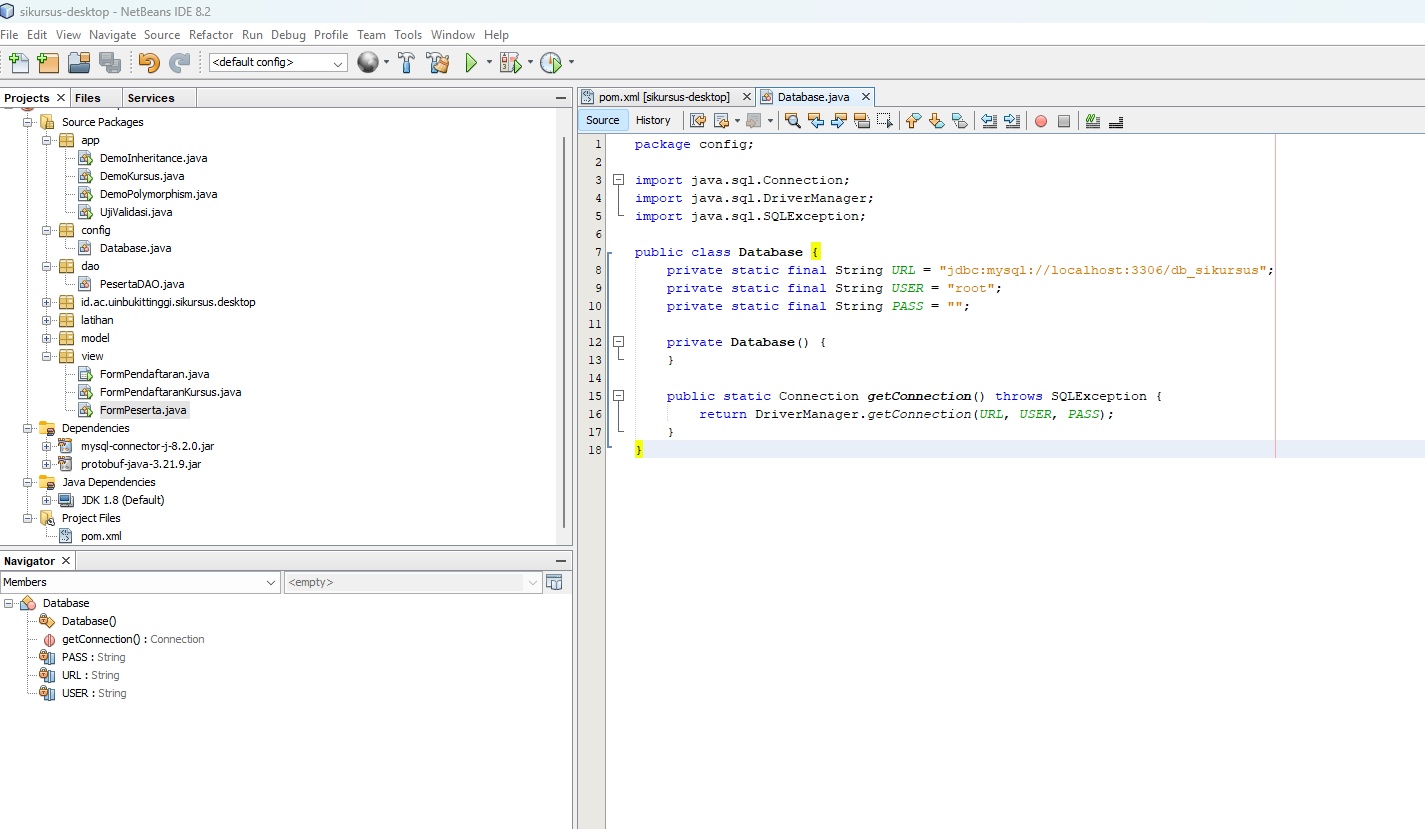 sikursus-desktop - NetBeans IDE 8.2
File Edit View Navigate Source Refactor Run Debug Profile Team Tools Window Help
<default config>
Projects Files Services
Source Packages
app
DemoInheritance.java
DemoKursus.java
DemoPolymorphism.java
UjiValidasi.java
config
Database.java
dao
PesertaDAO.java
id.ac.uinbukittinggi.sikursus.desktop
latihan
model
view
FormPendaftaran.java
FormPendaftaranKursus.java
FormPeserta.java
Dependencies
mysql-connector-j-8.2.0.jar
protobuf-java-3.21.9.jar
Java Dependencies
JDK 1.8 (Default)
Project Files
pom.xml
Navigator
Members <empty>
Database
Database()
getConnection() : Connection
PASS : String
URL : String
USER : String
pom.xml [sikursus-desktop] Database.java
Source History
1 package config;
2
3 import java.sql.Connection;
4 import java.sql.DriverManager;
5 import java.sql.SQLException;
6
7 public class Database {
8 private static final String URL = "jdbc:mysql://localhost:3306/db_sikursus";
9 private static final String USER = "root";
10 private static final String PASS = "";
11
12 private Database() {
13 }
14
15 public static Connection getConnection() throws SQLException {
16 return DriverManager.getConnection(URL, USER, PASS);
17 }
18 }